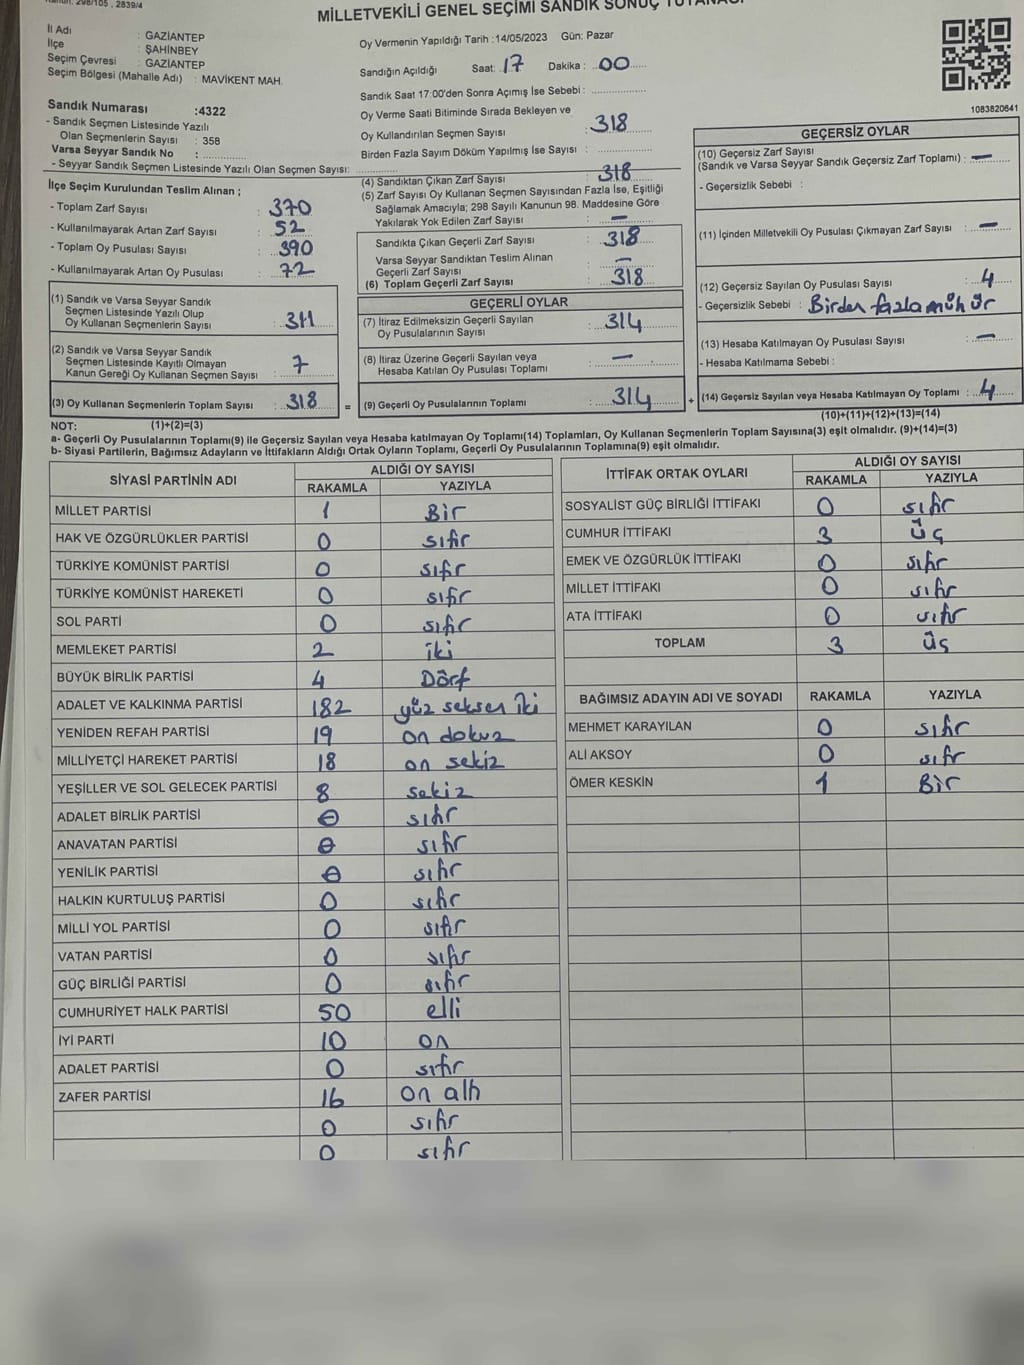 Kanun: 298/105 , 2839/4
MİLLETVEKİLİ GENEL SEÇİMİ SANDIK SONUÇ TUTANAĞI
İl Adı : GAZİANTEP
İlçe : ŞAHİNBEY
Seçim Çevresi : GAZİANTEP
Seçim Bölgesi (Mahalle Adı) : MAVİKENT MAH.
Oy Vermenin Yapıldığı Tarih :14/05/2023 Gün: Pazar
Sandığın Açıldığı Saat: 17 Dakika : 00
Sandık Saat 17:00'den Sonra Açımış İse Sebebi :
Oy Verme Saati Bitiminde Sırada Bekleyen ve
Oy Kullandırılan Seçmen Sayısı : 318
Birden Fazla Sayım Döküm Yapılmış İse Sayısı :
1083820641
Sandık Numarası :4322
- Sandık Seçmen Listesinde Yazılı
Olan Seçmenlerin Sayısı : 358
Varsa Seyyar Sandık No :
- Seyyar Sandık Seçmen Listesinde Yazılı Olan Seçmen Sayısı:
İlçe Seçim Kurulundan Teslim Alınan ;
- Toplam Zarf Sayısı : 370
- Kullanılmayarak Artan Zarf Sayısı : 52
- Toplam Oy Pusulası Sayısı : 390
- Kullanılmayarak Artan Oy Pusulası : 72
(1) Sandık ve Varsa Seyyar Sandık
Seçmen Listesinde Yazılı Olup
Oy Kullanan Seçmenlerin Sayısı : 311
(2) Sandık ve Varsa Seyyar Sandık
Seçmen Listesinde Kayıtlı Olmayan
Kanun Gereği Oy Kullanan Seçmen Sayısı : 7
(3) Oy Kullanan Seçmenlerin Toplam Sayısı : 318 =
(4) Sandıktan Çıkan Zarf Sayısı : 318
(5) Zarf Sayısı Oy Kullanan Seçmen Sayısından Fazla İse, Eşitliği
Sağlamak Amacıyla; 298 Sayılı Kanunun 98. Maddesine Göre
Yakılarak Yok Edilen Zarf Sayısı : —
Sandıkta Çıkan Geçerli Zarf Sayısı : 318
Varsa Seyyar Sandıktan Teslim Alınan
Geçerli Zarf Sayısı : —
(6) Toplam Geçerli Zarf Sayısı : 318
GEÇERLİ OYLAR
(7) İtiraz Edilmeksizin Geçerli Sayılan
Oy Pusulalarının Sayısı : 314
(8) İtiraz Üzerine Geçerli Sayılan veya
Hesaba Katılan Oy Pusulası Toplamı : —
(9) Geçerli Oy Pusulalarının Toplamı : 314 +
GEÇERSİZ OYLAR
(10) Geçersiz Zarf Sayısı
(Sandık ve Varsa Seyyar Sandık Geçersiz Zarf Toplamı) : —
- Geçersizlik Sebebi :
(11) İçinden Milletvekili Oy Pusulası Çıkmayan Zarf Sayısı : —
(12) Geçersiz Sayılan Oy Pusulası Sayısı : 4
- Geçersizlik Sebebi : Birden fazla mühür
(13) Hesaba Katılmayan Oy Pusulası Sayısı : —
- Hesaba Katılmama Sebebi :
(14) Geçersiz Sayılan veya Hesaba Katılmayan Oy Toplamı : 4
NOT: (1)+(2)=(3) (10)+(11)+(12)+(13)=(14)
a- Geçerli Oy Pusulalarının Toplamı(9) ile Geçersiz Sayılan veya Hesaba katılmayan Oy Toplamı(14) Toplamları, Oy Kullanan Seçmenlerin Toplam Sayısına(3) eşit olmalıdır. (9)+(14)=(3)
b- Siyasi Partilerin, Bağımsız Adayların ve İttifakların Aldığı Ortak Oyların Toplamı, Geçerli Oy Pusulalarının Toplamına(9) eşit olmalıdır.
SİYASİ PARTİNİN ADI ALDIĞI OY SAYISI
RAKAMLA YAZIYLA
MİLLET PARTİSİ 1 Bir
HAK VE ÖZGÜRLÜKLER PARTİSİ 0 sıfır
TÜRKİYE KOMÜNİST PARTİSİ 0 sıfır
TÜRKİYE KOMÜNİST HAREKETİ 0 sıfır
SOL PARTİ 0 sıfır
MEMLEKET PARTİSİ 2 iki
BÜYÜK BİRLİK PARTİSİ 4 Dört
ADALET VE KALKINMA PARTİSİ 182 yüz seksen iki
YENİDEN REFAH PARTİSİ 19 on dokuz
MİLLİYETÇİ HAREKET PARTİSİ 18 on sekiz
YEŞİLLER VE SOL GELECEK PARTİSİ 8 sekiz
ADALET BİRLİK PARTİSİ 0 sıfır
ANAVATAN PARTİSİ 0 sıfır
YENİLİK PARTİSİ 0 sıfır
HALKIN KURTULUŞ PARTİSİ 0 sıfır
MİLLİ YOL PARTİSİ 0 sıfır
VATAN PARTİSİ 0 sıfır
GÜÇ BİRLİĞİ PARTİSİ 0 sıfır
CUMHURİYET HALK PARTİSİ 50 elli
İYİ PARTİ 10 on
ADALET PARTİSİ 0 sıfır
ZAFER PARTİSİ 16 on altı
0 sıfır
0 sıfır
İTTİFAK ORTAK OYLARI ALDIĞI OY SAYISI
RAKAMLA YAZIYLA
SOSYALİST GÜÇ BİRLİĞİ İTTİFAKI 0 sıfır
CUMHUR İTTİFAKI 3 üç
EMEK VE ÖZGÜRLÜK İTTİFAKI 0 sıfır
MİLLET İTTİFAKI 0 sıfır
ATA İTTİFAKI 0 sıfır
TOPLAM 3 üç
BAĞIMSIZ ADAYIN ADI VE SOYADI RAKAMLA YAZIYLA
MEHMET KARAYILAN 0 sıfır
ALİ AKSOY 0 sıfır
ÖMER KESKİN 1 Bir